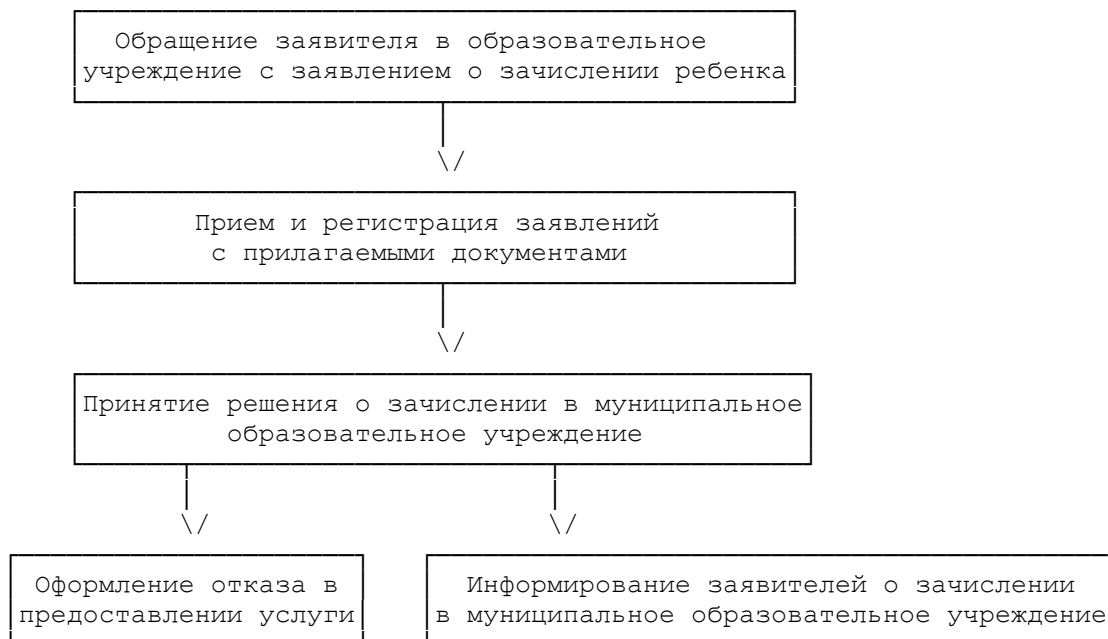 Обращение заявителя в образовательное
учреждение с заявлением о зачислении ребенка
Прием и регистрация заявлений
с прилагаемыми документами
Принятие решения о зачислении в муниципальное
образовательное учреждение
Оформление отказа в
предоставлении услуги
Информирование заявителей о зачислении
в муниципальное образовательное учреждение